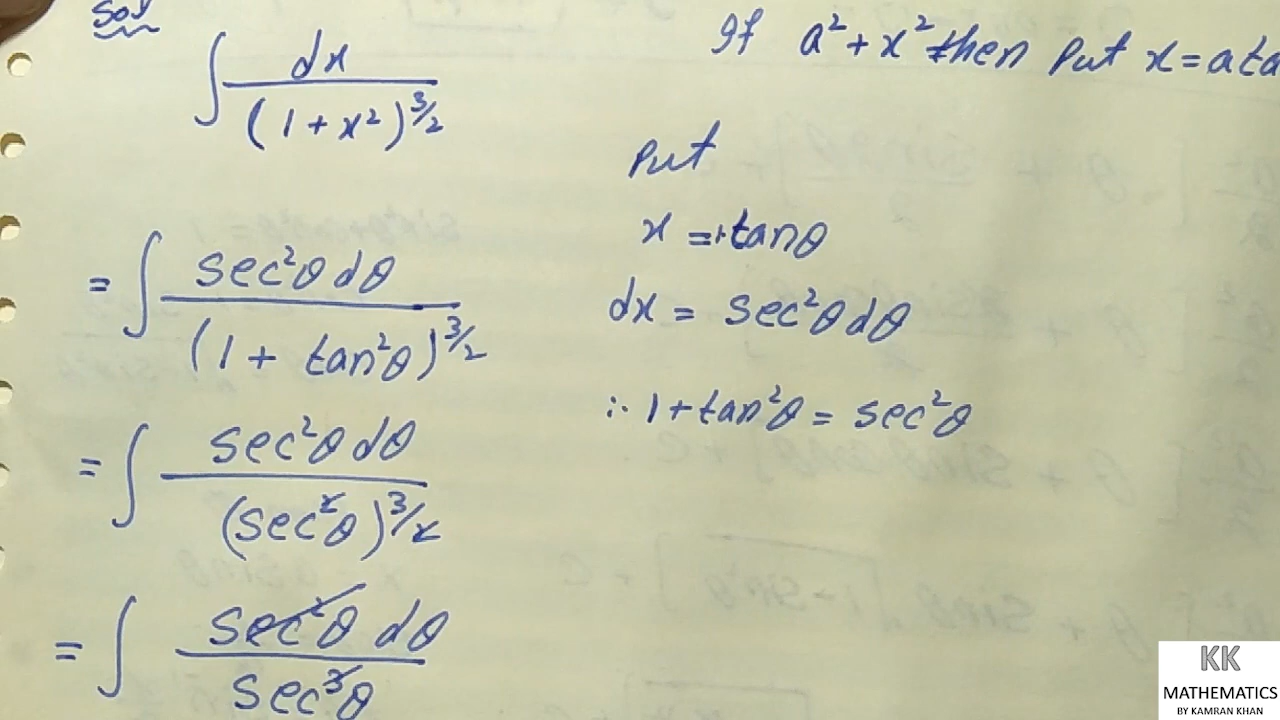 Sol
∫ dx / (1 + x²)^3/2
If a² + x² then Put x = a ta
Put
x = tanθ
dx = sec²θ dθ
= ∫ sec²θ dθ / (1 + tan²θ)^3/2
∴ 1 + tan²θ = sec²θ
= ∫ sec²θ dθ / (sec²θ)^3/2
= ∫ sec²θ dθ / sec³θ
KK
MATHEMATICS
BY KAMRAN KHAN